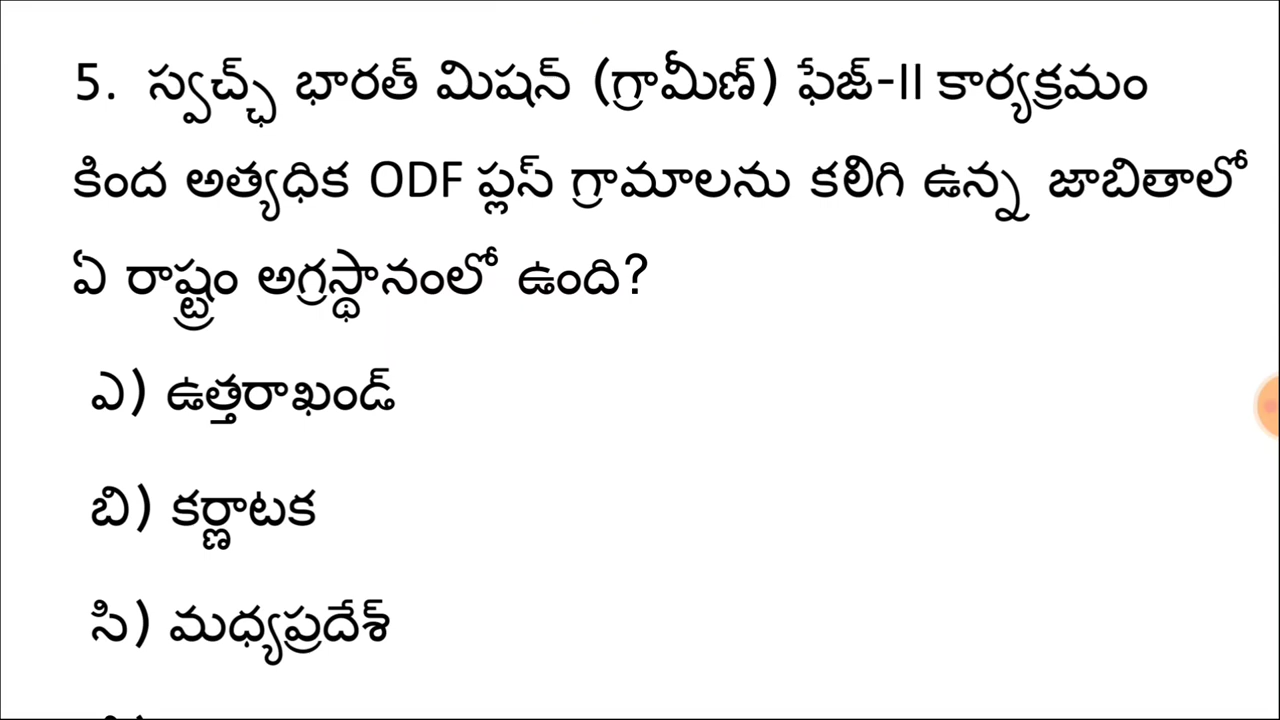 5. స్వచ్ఛ్ భారత్ మిషన్ (గ్రామీణ్) ఫేజ్-II కార్యక్రమం
కింద అత్యధిక ODF ప్లస్ గ్రామాలను కలిగి ఉన్న జాబితాలో
ఏ రాష్ట్రం అగ్రస్థానంలో ఉంది?
ఎ) ఉత్తరాఖండ్
బి) కర్ణాటక
సి) మధ్యప్రదేశ్